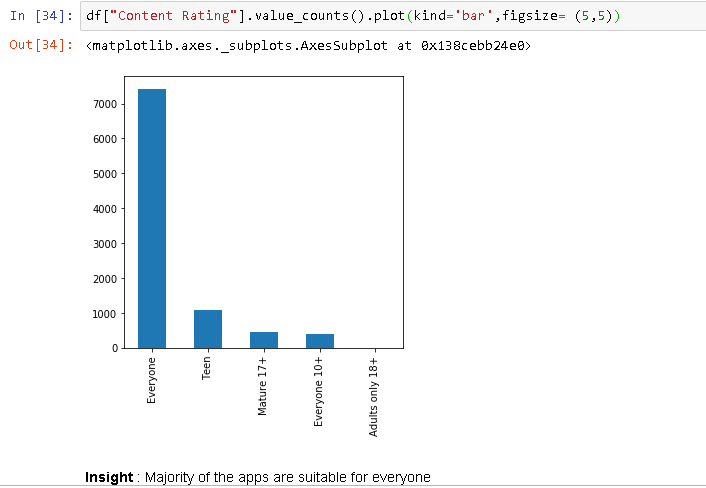 In [34]: df["Content Rating"].value_counts().plot(kind='bar',figsize= (5,5))
Out[34]: <matplotlib.axes._subplots.AxesSubplot at 0x138cebb24e0>
7000
6000
5000
4000
3000
2000
1000
0
Everyone
Teen
Mature 17+
Everyone 10+
Adults only 18+
Insight : Majority of the apps are suitable for everyone